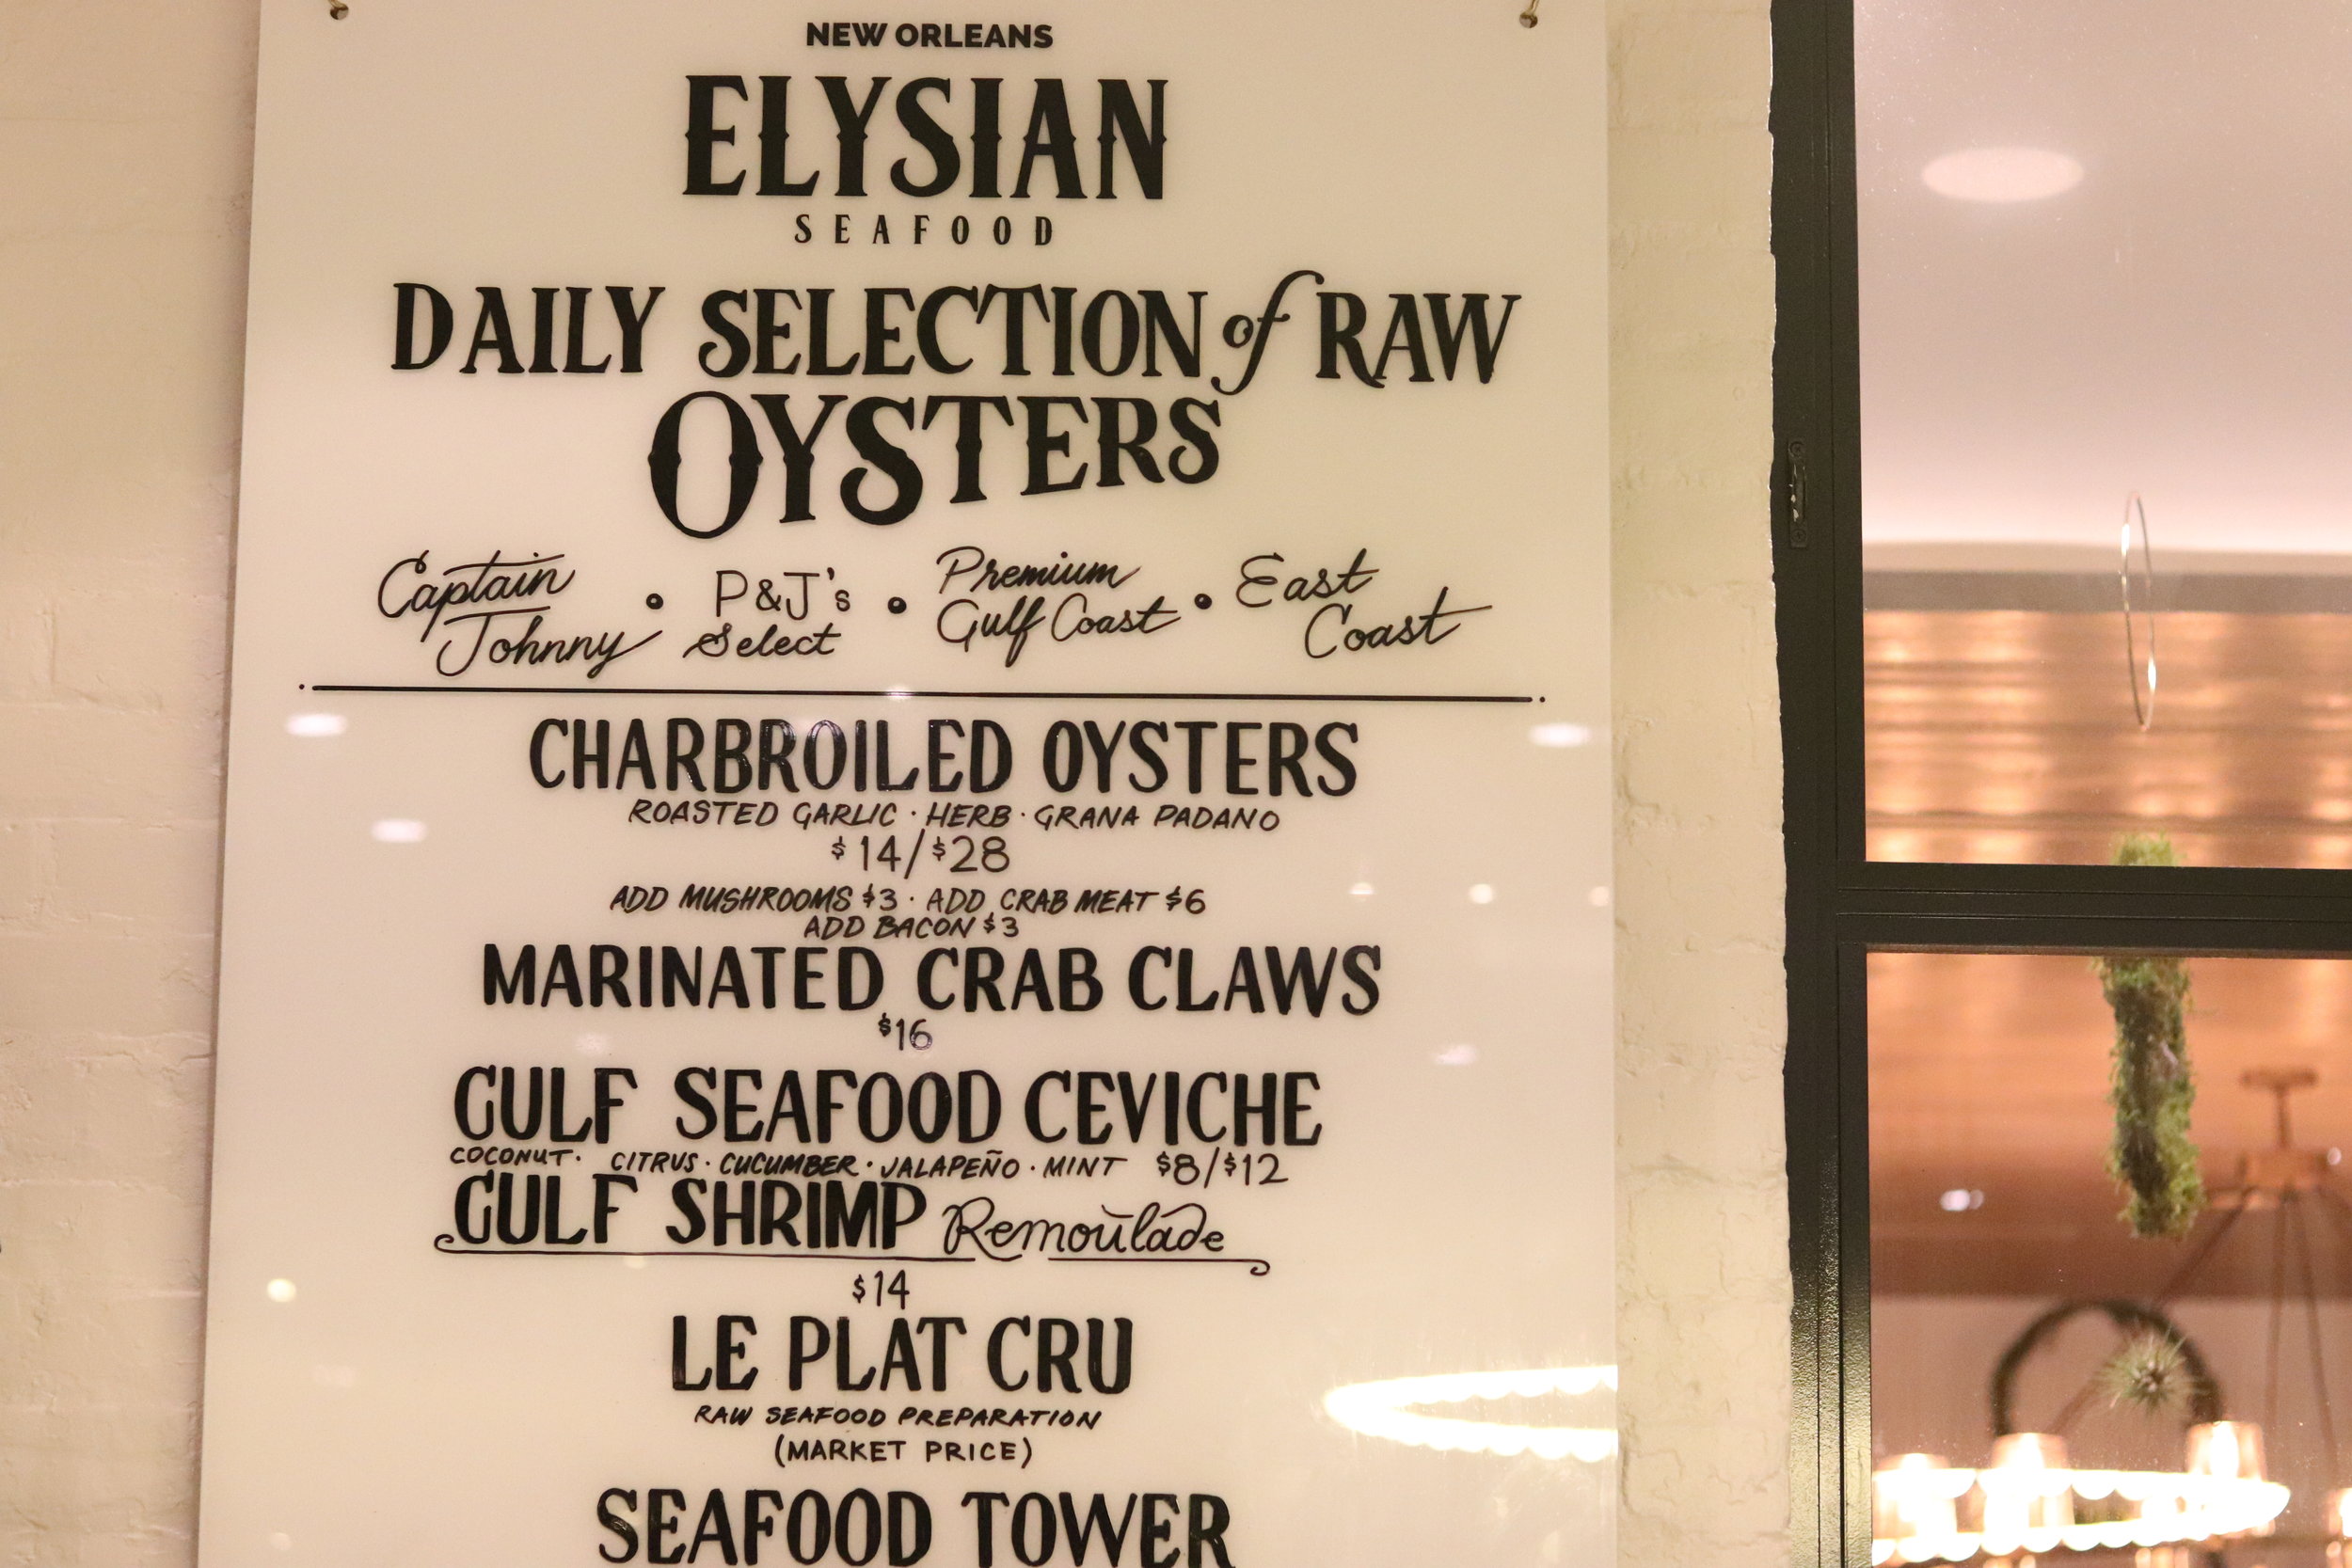 NEW ORLEANS
ELYSIAN
SEAFOOD
DAILY SELECTION of RAW
OYSTERS
Captain Johnny • P&J's Select • Premium Gulf Coast • East Coast
CHARBROILED OYSTERS
ROASTED GARLIC · HERB · GRANA PADANO
$14/$28
ADD MUSHROOMS $3 · ADD CRAB MEAT $6
ADD BACON $3
MARINATED CRAB CLAWS
$16
GULF SEAFOOD CEVICHE
COCONUT · CITRUS · CUCUMBER · JALAPEÑO · MINT $8/$12
GULF SHRIMP Remoulade
$14
LE PLAT CRU
RAW SEAFOOD PREPARATION
(MARKET PRICE)
SEAFOOD TOWER